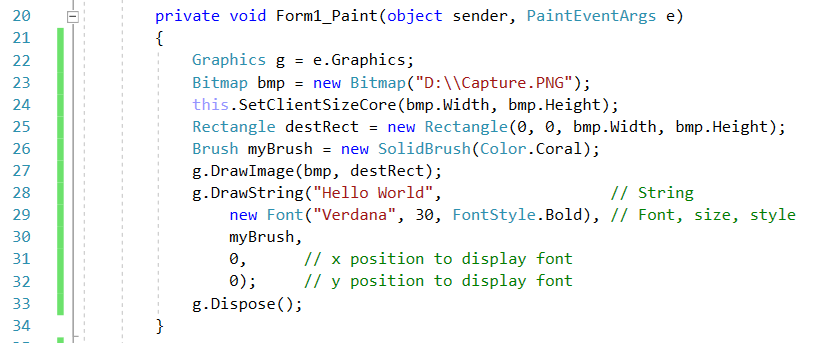 20 private void Form1_Paint(object sender, PaintEventArgs e)
21 {
22 Graphics g = e.Graphics;
23 Bitmap bmp = new Bitmap("D:\\Capture.PNG");
24 this.SetClientSizeCore(bmp.Width, bmp.Height);
25 Rectangle destRect = new Rectangle(0, 0, bmp.Width, bmp.Height);
26 Brush myBrush = new SolidBrush(Color.Coral);
27 g.DrawImage(bmp, destRect);
28 g.DrawString("Hello World", // String
29 new Font("Verdana", 30, FontStyle.Bold), // Font, size, style
30 myBrush,
31 0, // x position to display font
32 0); // y position to display font
33 g.Dispose();
34 }